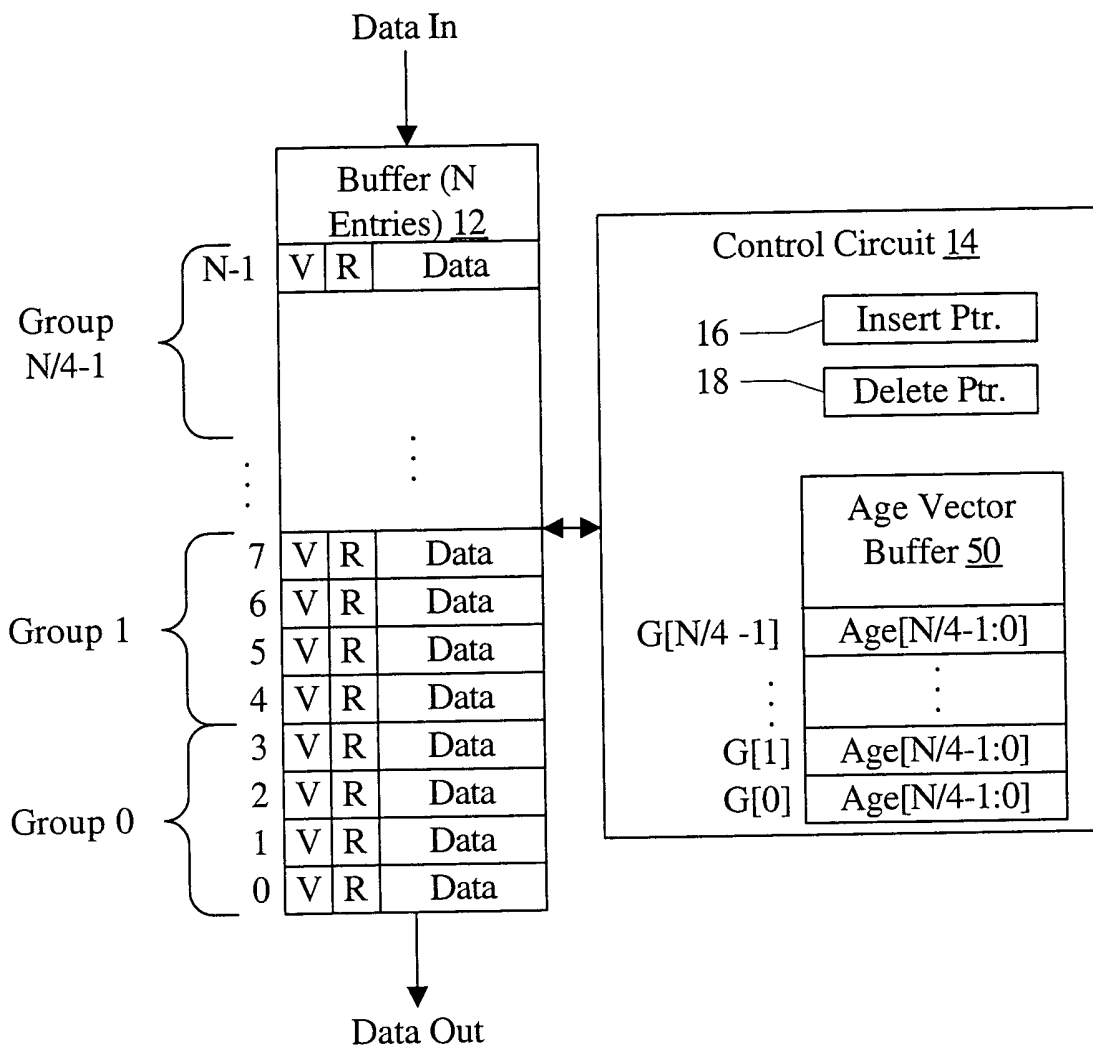 Data In
Buffer (N
Entries) 12
N-1 V R Data
Group
N/4-1
7 V R Data
6 V R Data
5 V R Data
4 V R Data
Group 1
3 V R Data
2 V R Data
1 V R Data
0 V R Data
Group 0
Data Out
Control Circuit 14
16 Insert Ptr.
18 Delete Ptr.
Age Vector
Buffer 50
G[N/4 -1] Age[N/4-1:0]
G[1] Age[N/4-1:0]
G[0] Age[N/4-1:0]